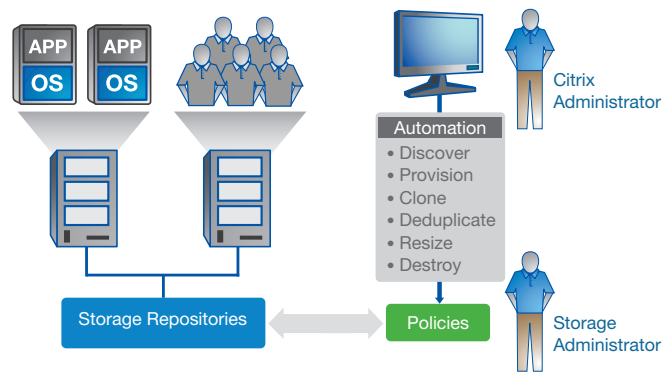 APP
OS
APP
OS
Citrix
Administrator
Automation
• Discover
• Provision
• Clone
• Deduplicate
• Resize
• Destroy
Storage Repositories
Policies
Storage
Administrator